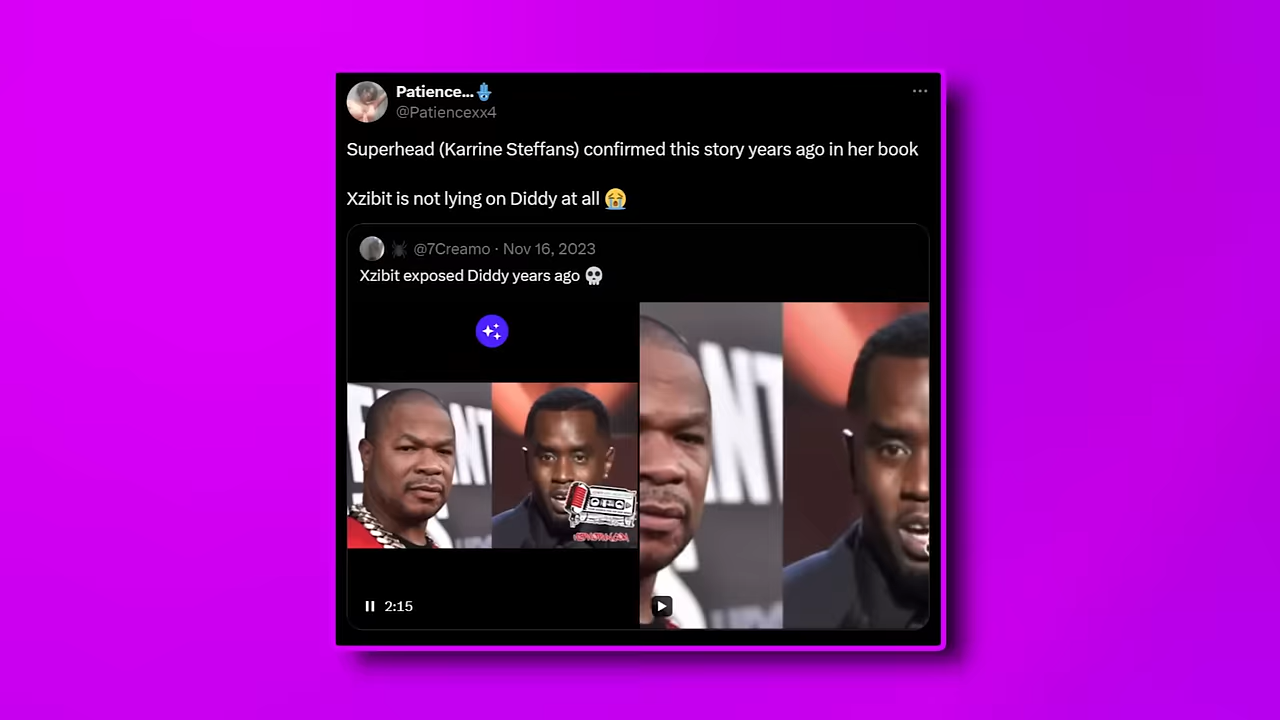 Patience...
@Patiencexx4
Superhead (Karrine Steffans) confirmed this story years ago in her book
Xzibit is not lying on Diddy at all 😭
@7Creamo · Nov 16, 2023
Xzibit exposed Diddy years ago 💀
2:15